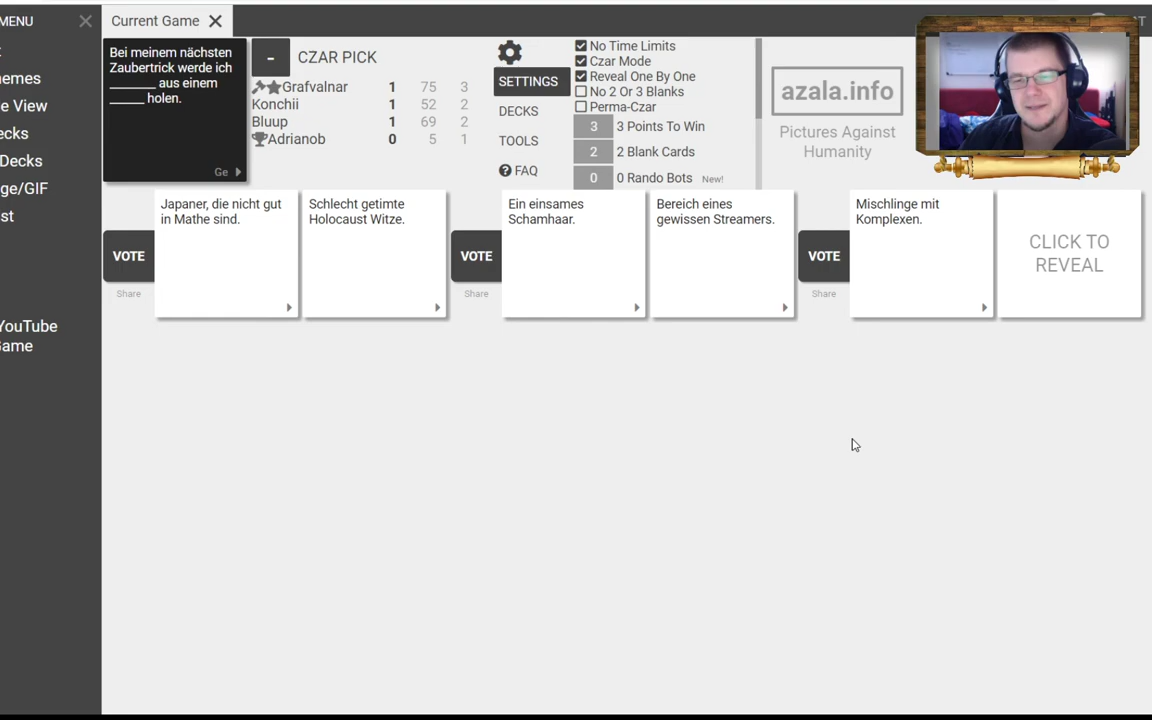 MENU
Current Game
Bei meinem nächsten
Zaubertrick werde ich
_______ aus einem
_____ holen.
Ge
-
CZAR PICK
Grafvalnar 1 75 3
Konchii 1 52 2
Bluup 1 69 2
Adrianob 0 5 1
SETTINGS
DECKS
TOOLS
FAQ
No Time Limits
Czar Mode
Reveal One By One
No 2 Or 3 Blanks
Perma-Czar
3 3 Points To Win
2 2 Blank Cards
0 0 Rando Bots New!
azala.info
Pictures Against
Humanity
emes
e View
ecks
Decks
ge/GIF
st
YouTube
ame
VOTE
Share
Japaner, die nicht gut
in Mathe sind.
Schlecht getimte
Holocaust Witze.
VOTE
Share
Ein einsames
Schamhaar.
Bereich eines
gewissen Streamers.
VOTE
Share
Mischlinge mit
Komplexen.
CLICK TO
REVEAL